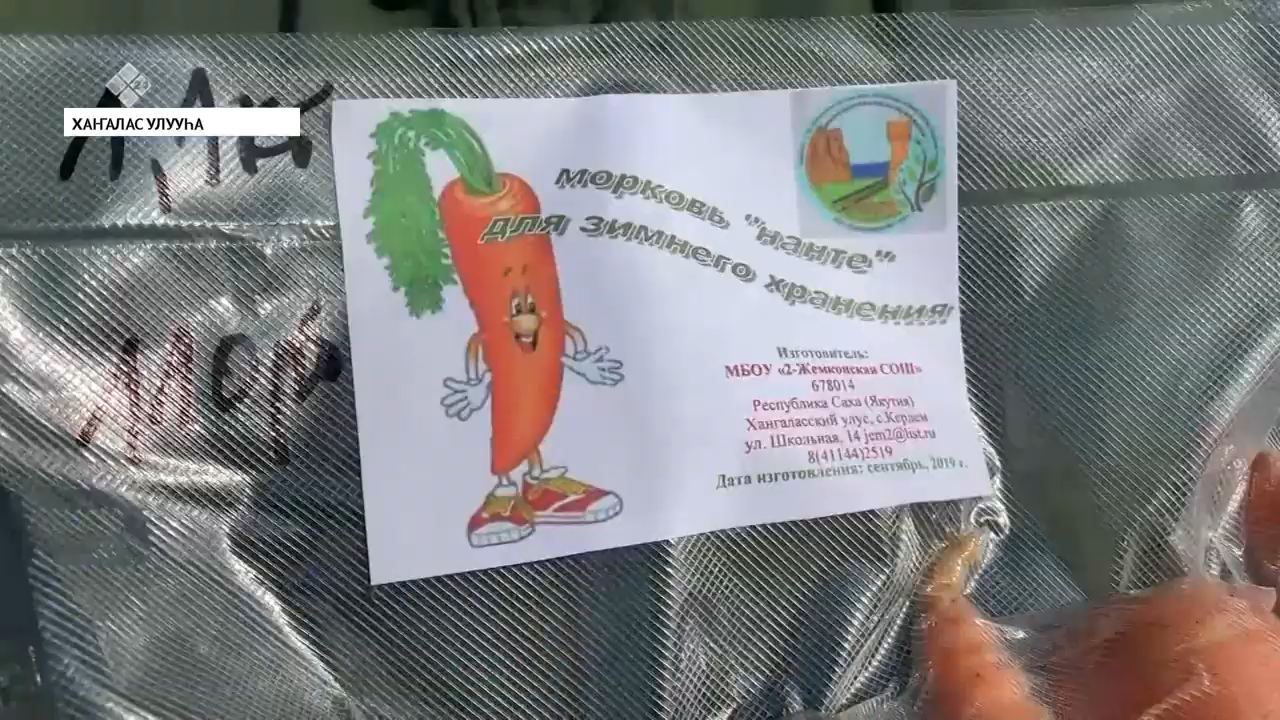 ХАҤАЛАС УЛУУҺА
морковь "нанте"
для зимнего хранения
Изготовитель:
МБОУ «2-Жемконская СОШ»
678014
Республика Саха (Якутия)
Хангаласский улус, с.Кердем
ул. Школьная, 14 jem2@list.ru
8(41144)2519
Дата изготовления: сентябрь, 2019 г.